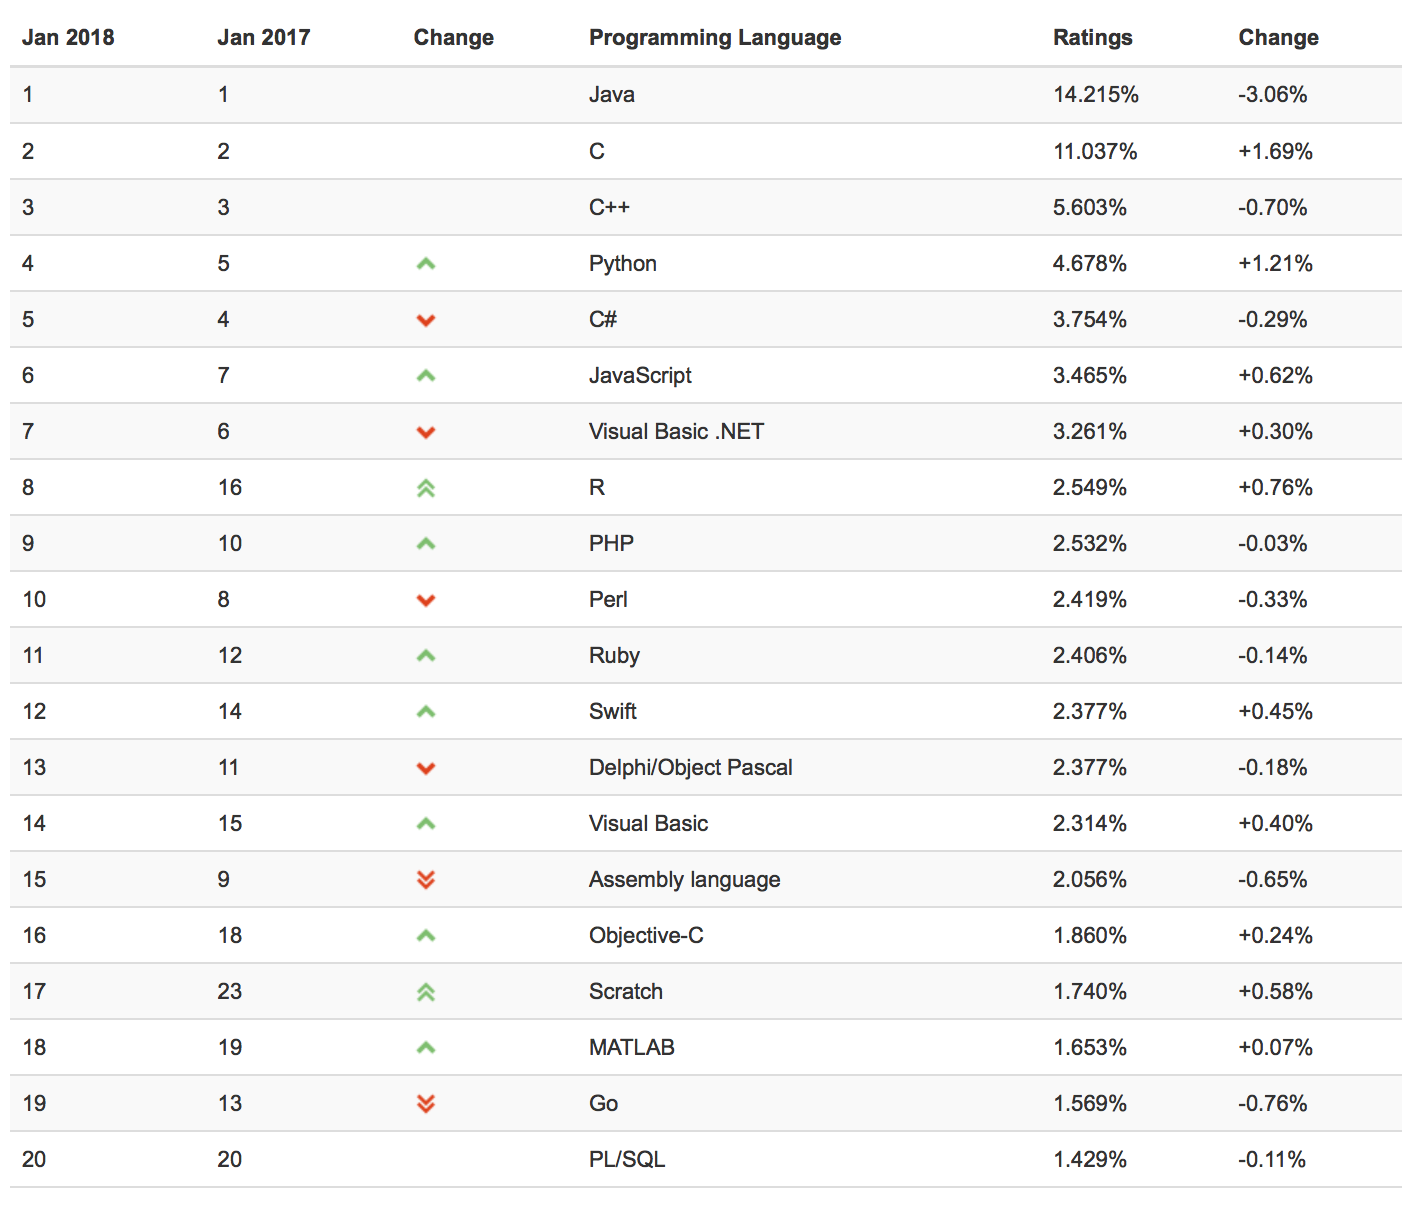 Jan 2018 Jan 2017 Change Programming Language Ratings Change
1 1 Java 14.215% -3.06%
2 2 C 11.037% +1.69%
3 3 C++ 5.603% -0.70%
4 5 Python 4.678% +1.21%
5 4 C# 3.754% -0.29%
6 7 JavaScript 3.465% +0.62%
7 6 Visual Basic .NET 3.261% +0.30%
8 16 R 2.549% +0.76%
9 10 PHP 2.532% -0.03%
10 8 Perl 2.419% -0.33%
11 12 Ruby 2.406% -0.14%
12 14 Swift 2.377% +0.45%
13 11 Delphi/Object Pascal 2.377% -0.18%
14 15 Visual Basic 2.314% +0.40%
15 9 Assembly language 2.056% -0.65%
16 18 Objective-C 1.860% +0.24%
17 23 Scratch 1.740% +0.58%
18 19 MATLAB 1.653% +0.07%
19 13 Go 1.569% -0.76%
20 20 PL/SQL 1.429% -0.11%